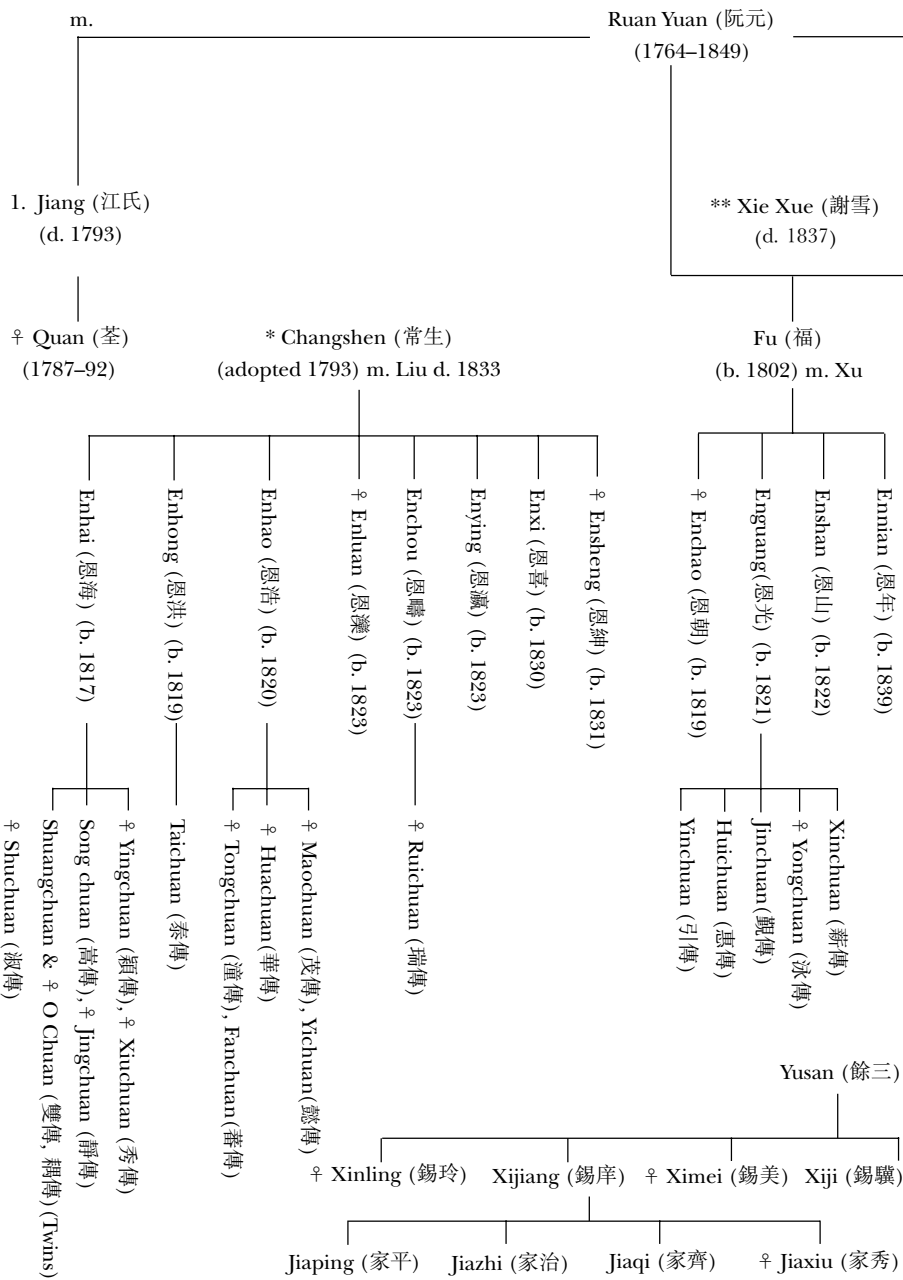 m.
Ruan Yuan (阮元)
(1764–1849)
1. Jiang (江氏)
(d. 1793)
** Xie Xue (謝雪)
(d. 1837)
♀ Quan (荃)
(1787–92)
* Changshen (常生)
(adopted 1793) m. Liu d. 1833
Fu (福)
(b. 1802) m. Xu
Enhai (恩海) (b. 1817)
Enhong (恩洪) (b. 1819)
Enhao (恩浩) (b. 1820)
♀ Enluan (恩灤) (b. 1823)
Enchou (恩疇) (b. 1823)
Enying (恩瀛) (b. 1823)
Enxi (恩喜) (b. 1830)
♀ Ensheng (恩紳) (b. 1831)
♀ Enchao (恩朝) (b. 1819)
Enguang(恩光) (b. 1821)
Enshan (恩山) (b. 1822)
Ennian (恩年) (b. 1839)
♀ Shuchuan (淑傳)
Shuangchuan & ♀ O Chuan (雙傳, 耦傳) (Twins)
Song chuan (嵩傳), ♀ Jingchuan (靜傳)
♀ Yingchuan (穎傳), ♀ Xiuchuan (秀傳)
Taichuan (泰傳)
♀ Tongchuan (潼傳), Fanchuan(蕃傳)
♀ Huachuan(華傳)
♀ Maochuan (茂傳), Yichuan(懿傳)
♀ Ruichuan (瑞傳)
Yinchuan (引傳)
Huichuan (惠傳)
Jinchuan(覲傳)
♀ Yongchuan (泳傳)
Xinchuan (薪傳)
Yusan (餘三)
♀ Xinling (錫玲)
Xijiang (錫庠)
♀ Ximei (錫美)
Xiji (錫驥)
Jiaping (家平)
Jiazhi (家治)
Jiaqi (家齊)
♀ Jiaxiu (家秀)